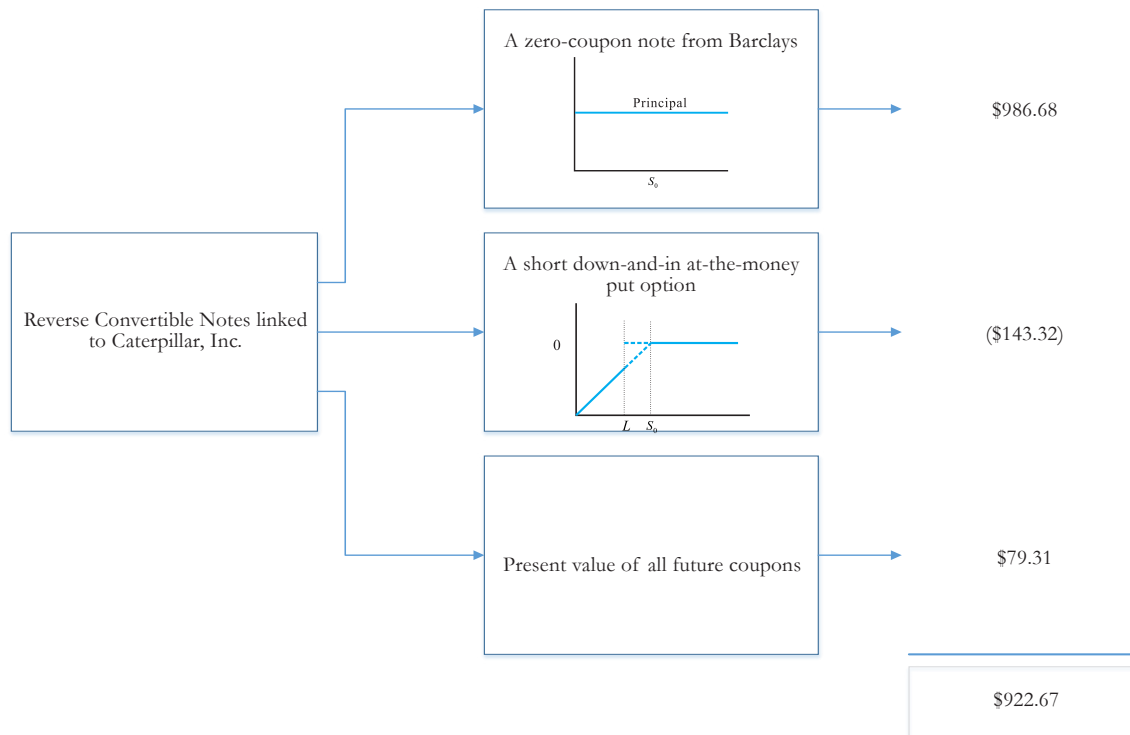 A zero-coupon note from Barclays
Principal
S₀
$986.68
Reverse Convertible Notes linked
to Caterpillar, Inc.
A short down-and-in at-the-money
put option
0
L S₀
($143.32)
Present value of all future coupons
$79.31
$922.67